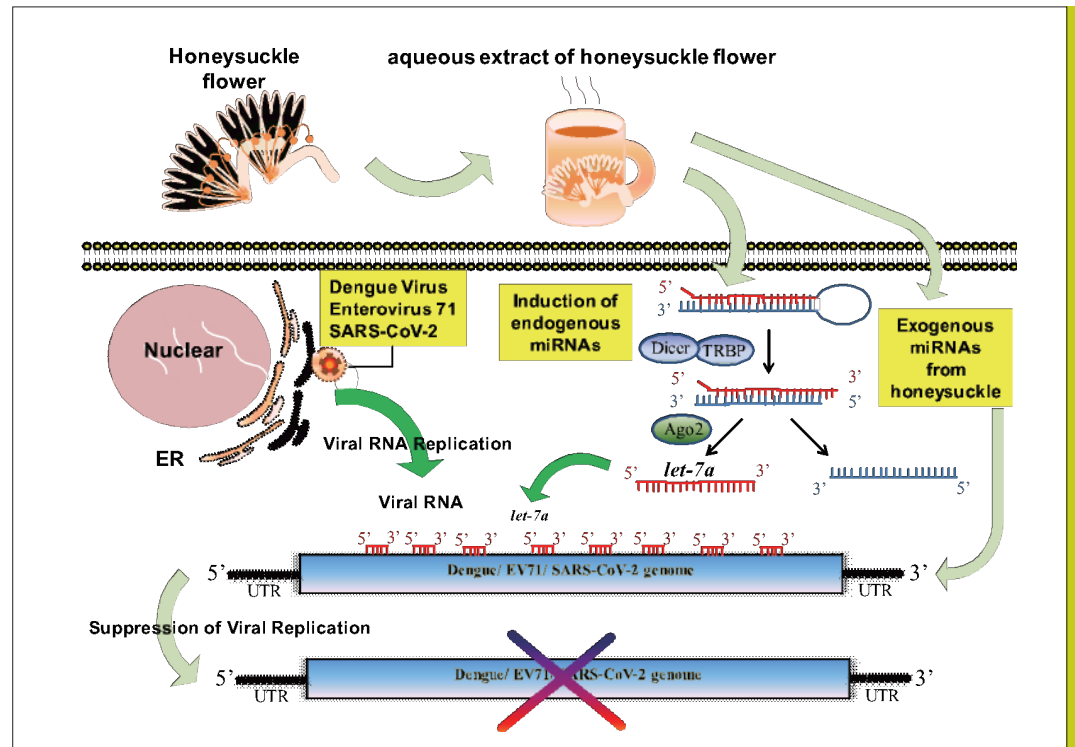 Honeysuckle
flower
aqueous extract of honeysuckle flower
Dengue Virus
Enterovirus 71
SARS-CoV-2
Induction of
endogenous
miRNAs
5’
3’
Exogenous
miRNAs
from
honeysuckle
Nuclear
Dicer TRBP
5’ 3’
3’ 5’
Ago2
ER
Viral RNA Replication
let-7a
5’ 3’
3’ 5’
Viral RNA
let-7a
5’ 3’ 5’ 3’ 5’ 3’ 5’ 3’ 5’ 3’ 5’ 3’ 5’ 3’ 5’ 3’
5’ UTR Dengue/ EV71/ SARS-CoV-2 genome UTR 3’
Suppression of Viral Replication
5’ UTR Dengue/ EV71/ SARS-CoV-2 genome UTR 3’